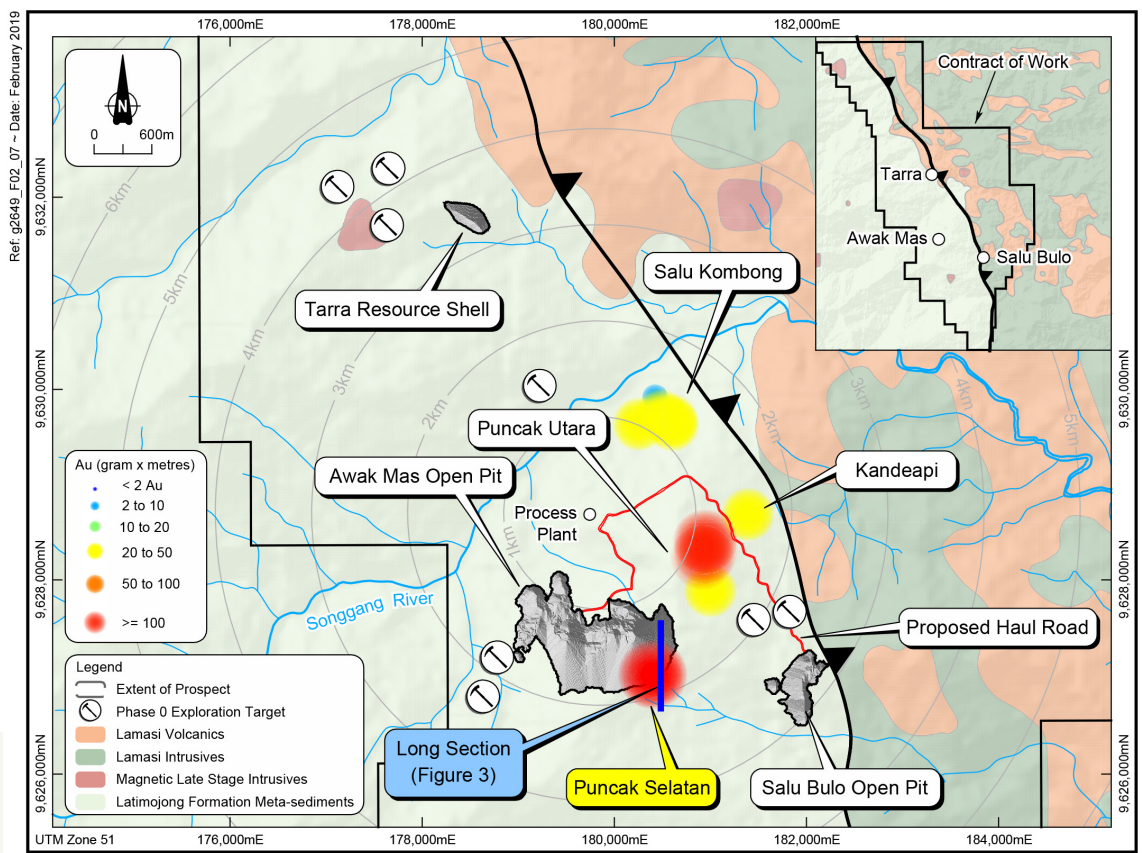 Ref: g2649_F02_07 ~ Date: February 2019
176,000mE
178,000mE
180,000mE
182,000mE
9,632,000mN
9,630,000mN
9,628,000mN
9,626,000mN
N
0 600m
6km
5km
4km
3km
2km
1km
2km
3km
4km
5km
Contract of Work
Tarra
Awak Mas
Salu Bulo
Salu Kombong
Tarra Resource Shell
Puncak Utara
Awak Mas Open Pit
Kandeapi
Process
Plant
Songgang River
Proposed Haul Road
Long Section
(Figure 3)
Puncak Selatan
Salu Bulo Open Pit
Au (gram x metres)
< 2 Au
2 to 10
10 to 20
20 to 50
50 to 100
>= 100
Legend
Extent of Prospect
Phase 0 Exploration Target
Lamasi Volcanics
Lamasi Intrusives
Magnetic Late Stage Intrusives
Latimojong Formation Meta-sediments
9,630,000mN
9,628,000mN
9,626,000mN
UTM Zone 51
176,000mE
178,000mE
180,000mE
182,000mE
184,000mE